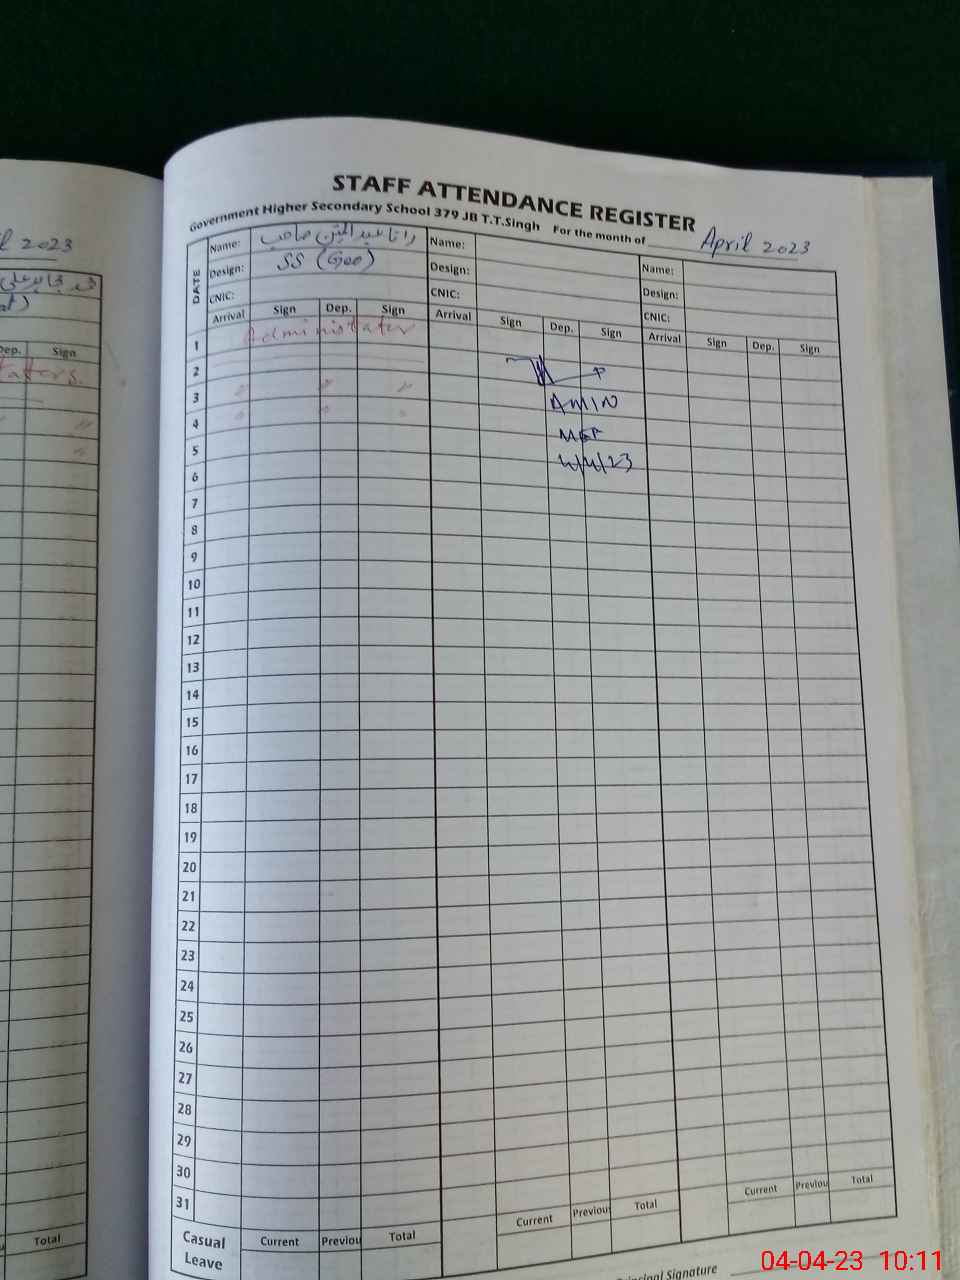 STAFF ATTENDANCE REGISTER
Government Higher Secondary School 379 JB T.T.Singh For the month of April 2023
DATE
Name: رانا عبد المتین صاحب Name: Name:
Design: SS (Geo) Design: Design:
CNIC: CNIC: CNIC:
Arrival Sign Dep. Sign Arrival Sign Dep. Sign Arrival Sign Dep. Sign
1 Administater
2
3 〃 〃 〃
AMIN
4 〃 〃 〃
5
4/4/23
6
7
8
9
10
11
12
13
14
15
16
17
18
19
20
21
22
23
24
25
26
27
28
29
30
31
Casual Leave Current Previou Total Current Previou Total Current Previou Total
Principal Signature
2023
Dep. Sign
Total
04-04-23 10:11